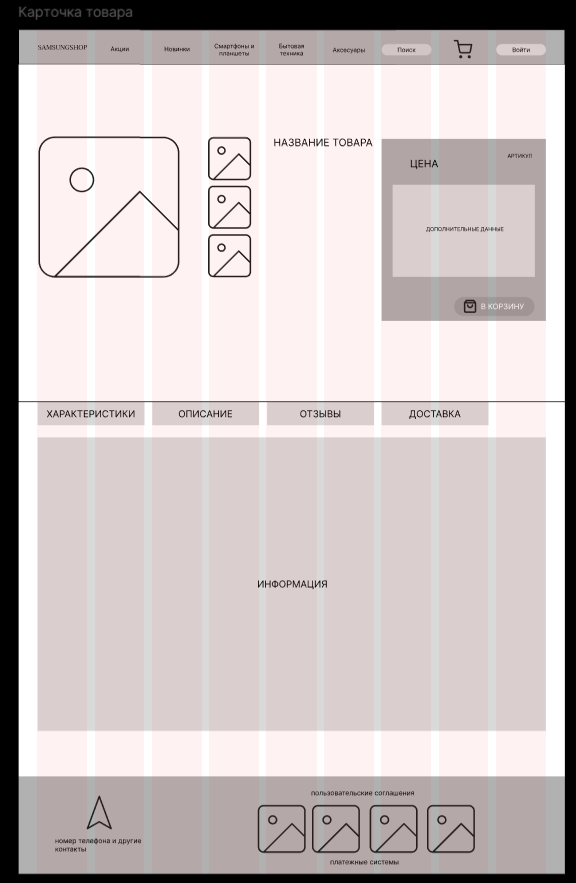 Карточка товара
SAMSUNGSHOP
Акции
Новинки
Смартфоны и
планшеты
Бытовая
техника
Аксесуары
Поиск
Войти
НАЗВАНИЕ ТОВАРА
ЦЕНА
АРТИКУЛ
ДОПОЛНИТЕЛЬНЫЕ ДАННЫЕ
В КОРЗИНУ
ХАРАКТЕРИСТИКИ
ОПИСАНИЕ
ОТЗЫВЫ
ДОСТАВКА
ИНФОРМАЦИЯ
пользовательские соглашения
номер телефона и другие
контакты
платежные системы